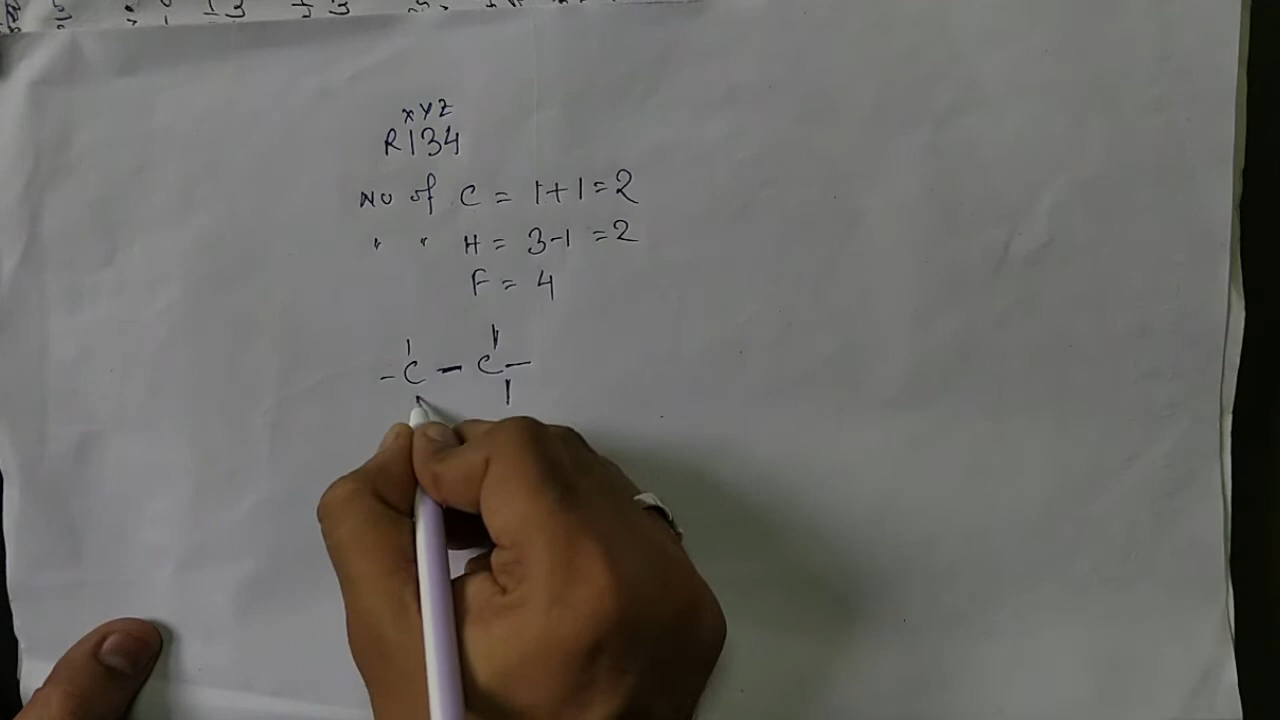 xYZ
R134
No of C = 1+1=2
" " H = 3-1 =2
F = 4
-C-C-